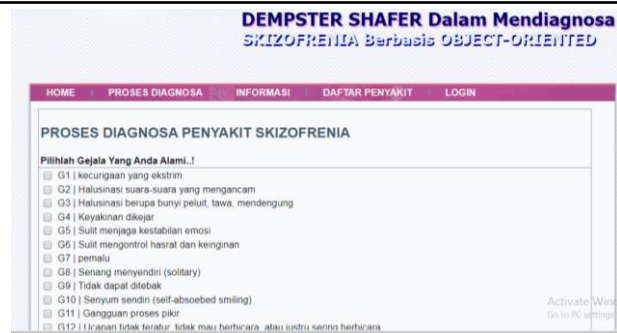 DEMPSTER SHAFER Dalam Mendiagnosa
SKIZOFRENIA Berbasis OBJECT-ORIENTED
HOME | PROSES DIAGNOSA | INFORMASI | DAFTAR PENYAKIT | LOGIN
PROSES DIAGNOSA PENYAKIT SKIZOFRENIA
Pilihlah Gejala Yang Anda Alami..!
G1 | kecurigaan yang ekstrim
G2 | Halusinasi suara-suara yang mengancam
G3 | Halusinasi berupa bunyi peluit, tawa, mendengung
G4 | Keyakinan dikejar
G5 | Sulit menjaga kestabilan emosi
G6 | Sulit mengontrol hasrat dan keinginan
G7 | pemalu
G8 | Senang menyendiri (solitary)
G9 | Tidak dapat ditebak
G10 | Senyum sendiri (self-absoebed smiling)
G11 | Gangguan proses pikir
G12 | Ucapan tidak teratur, tidak mau berbicara, atau justru sering berbicara
Activate Wind
Go to PC settings